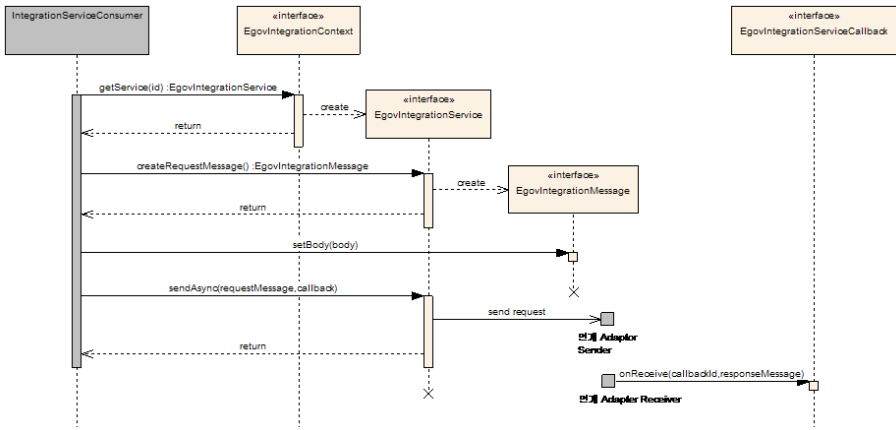 IntegrationServiceConsumer
«interface»
EgovIntegrationContext
«interface»
EgovIntegrationServiceCallback
getService(id) :EgovIntegrationService
create
«interface»
EgovIntegrationService
return
createRequestMessage() :EgovIntegrationMessage
create
«interface»
EgovIntegrationMessage
return
setBody(body)
sendAsync(requestMessage,callback)
send request
연계 Adaptor
Sender
return
onReceive(callbackId,responseMessage)
연계 Adapter Receiver